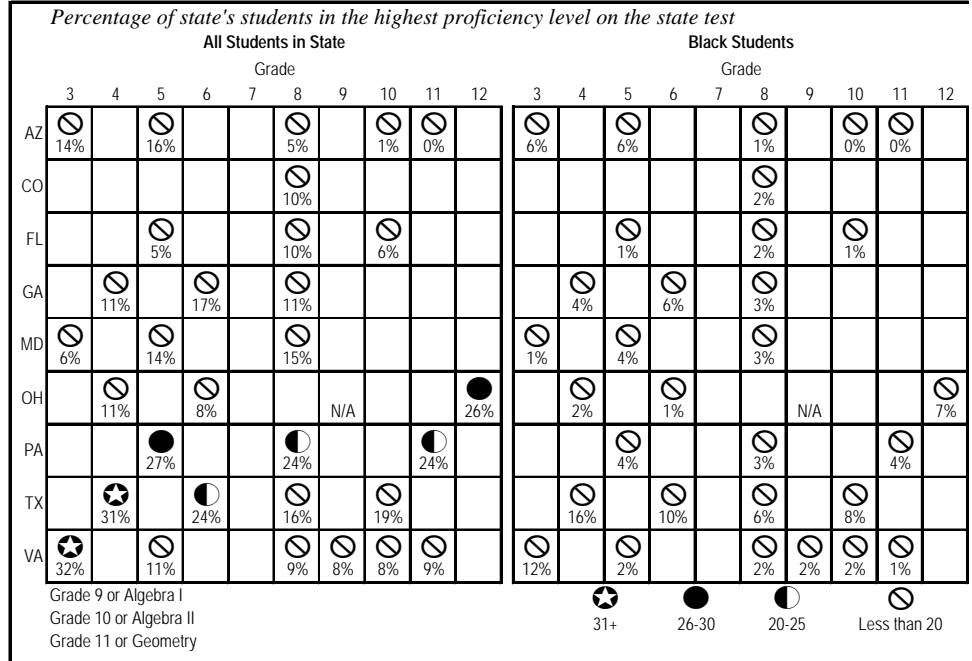 Percentage of state's students in the highest proficiency level on the state test
All Students in State Black Students
Grade Grade
3 4 5 6 7 8 9 10 11 12 3 4 5 6 7 8 9 10 11 12
AZ
14% 16% 5% 1% 0% 6% 6% 1% 0% 0%
CO
10% 2%
FL
5% 10% 6% 1% 2% 1%
GA
11% 17% 11% 4% 6% 3%
MD
6% 14% 15% 1% 4% 3%
OH
11% 8% N/A 26% 2% 1% N/A 7%
PA
27% 24% 24% 4% 3% 4%
TX
31% 24% 16% 19% 16% 10% 6% 8%
VA
32% 11% 9% 8% 8% 9% 12% 2% 2% 2% 2% 1%
Grade 9 or Algebra I
Grade 10 or Algebra II
Grade 11 or Geometry
31+ 26-30 20-25 Less than 20